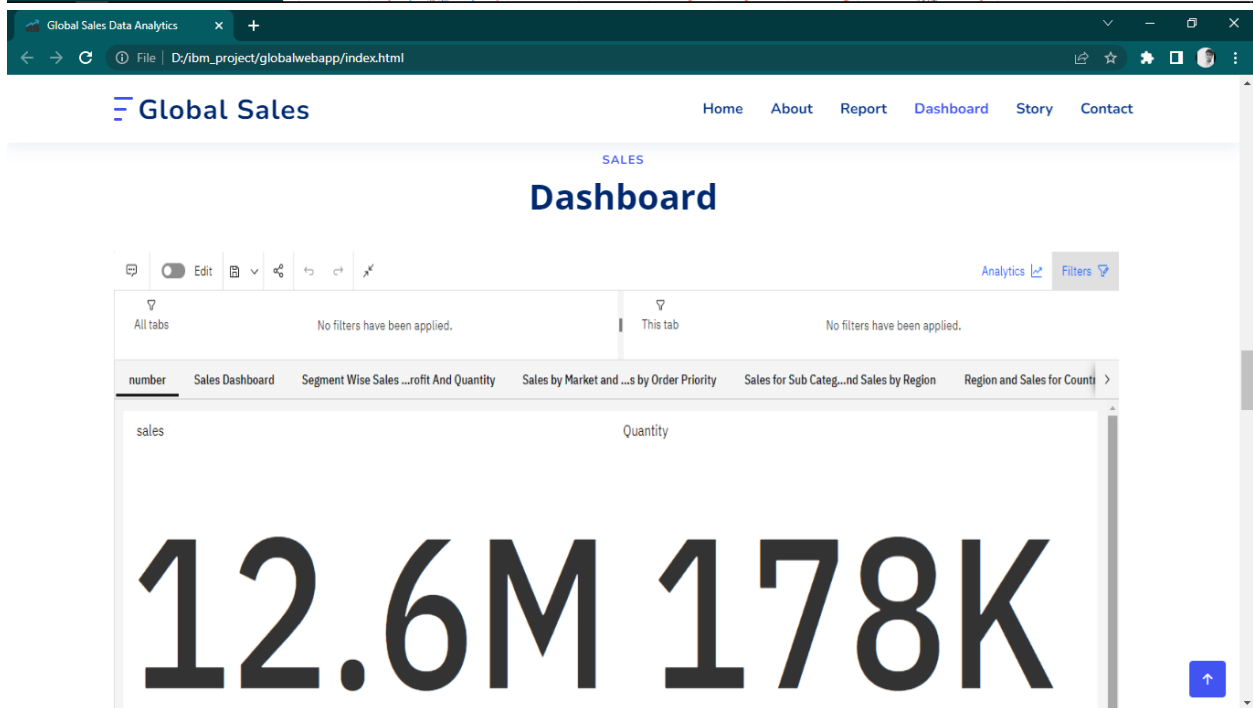 Global Sales Data Analytics
File | D:/ibm_project/globalwebapp/index.html
Global Sales Home About Report Dashboard Story Contact
SALES
Dashboard
Edit Analytics Filters
All tabs No filters have been applied. This tab No filters have been applied.
number Sales Dashboard Segment Wise Sales ...rofit And Quantity Sales by Market and ...s by Order Priority Sales for Sub Categ...nd Sales by Region Region and Sales for Countr
sales Quantity
12.6M 178K